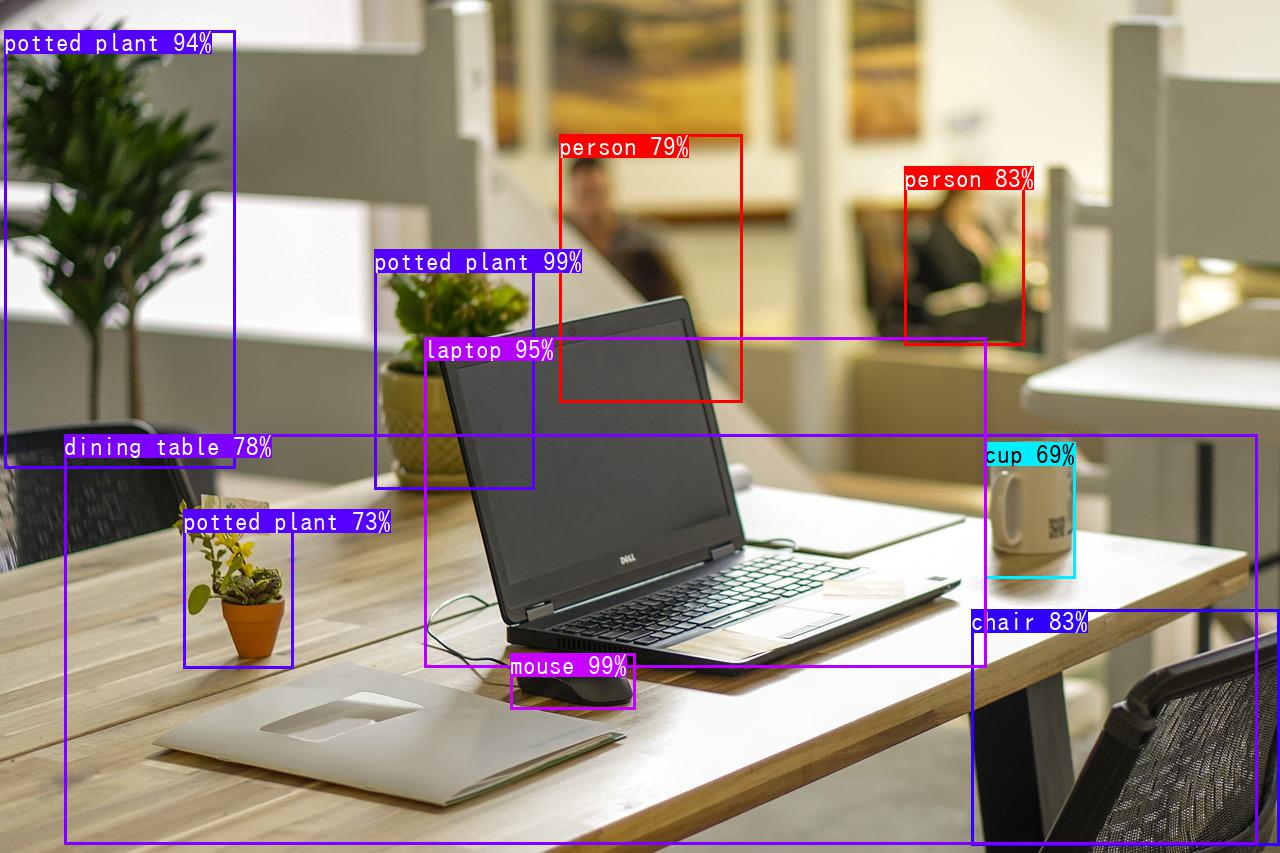 potted plant 94%
person 79%
person 83%
potted plant 99%
laptop 95%
dining table 78%
cup 69%
potted plant 73%
DELL
chair 83%
mouse 99%